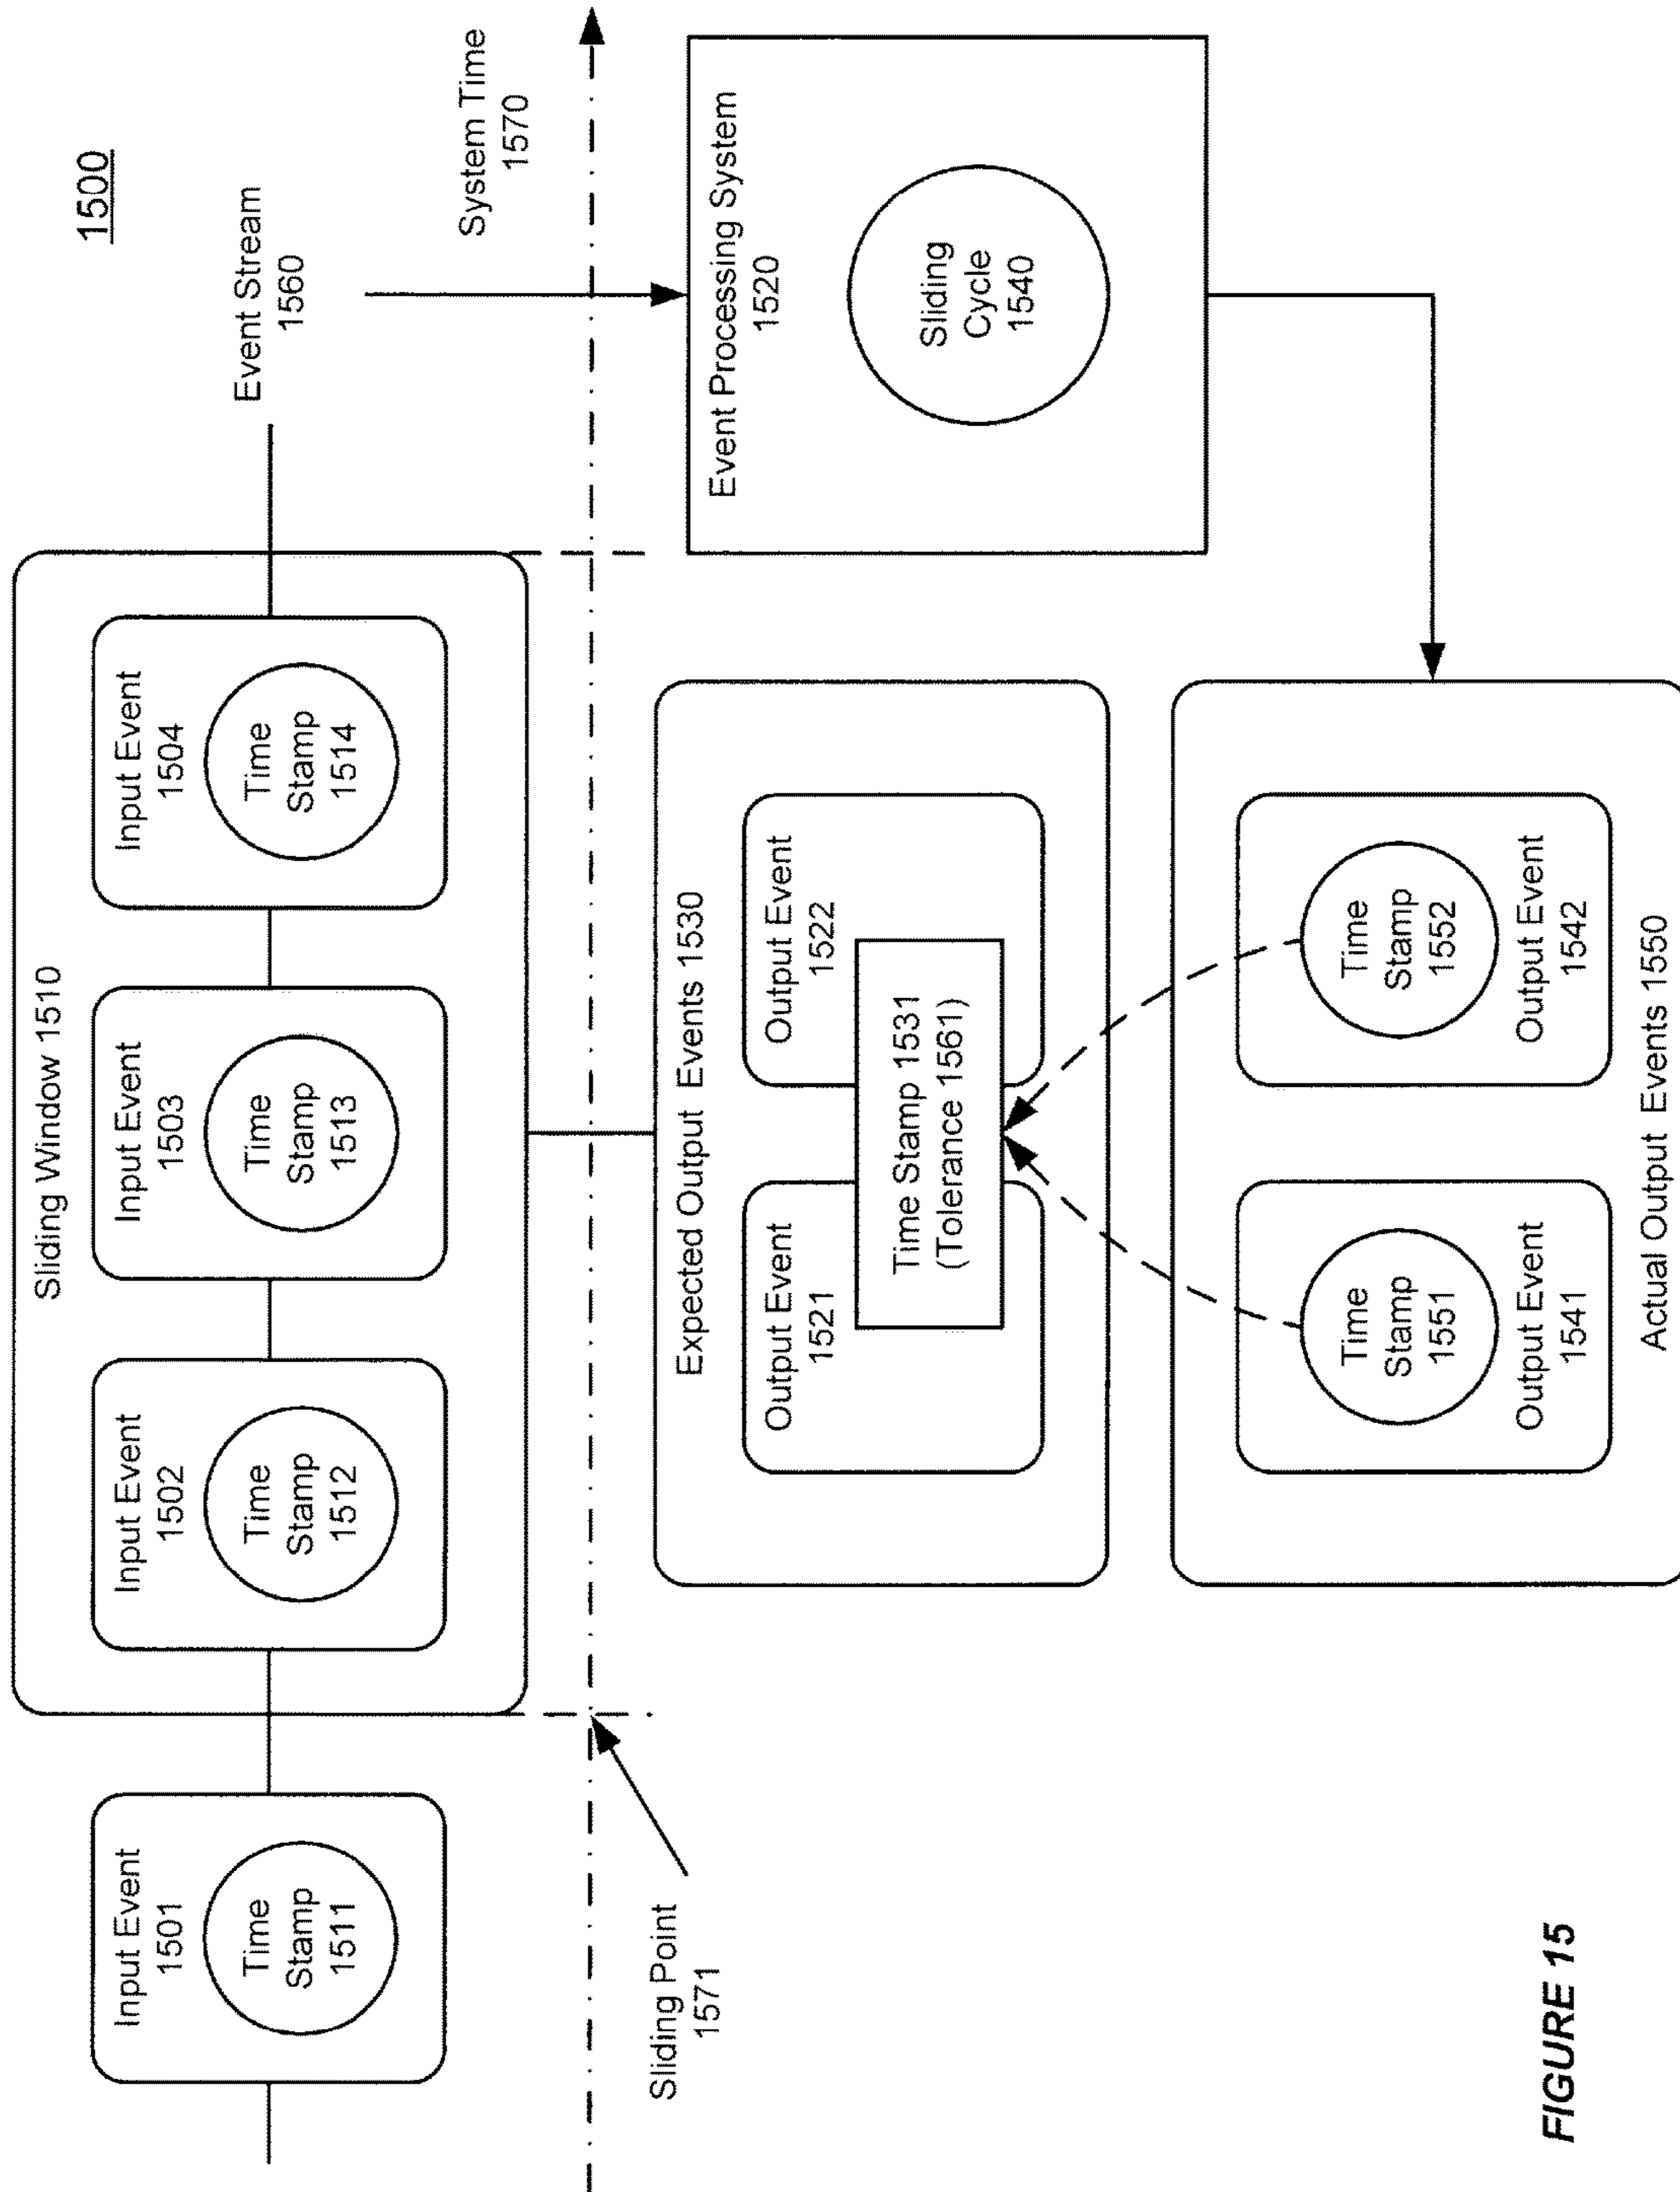 1500
Sliding Window 1510
Input Event
1501
Time
Stamp
1511
Input Event
1502
Time
Stamp
1512
Input Event
1503
Time
Stamp
1513
Input Event
1504
Time
Stamp
1514
Event Stream
1560
System Time
1570
Sliding Point
1571
Expected Output Events 1530
Output Event
1521
Output Event
1522
Time Stamp 1531
(Tolerance 1561)
Event Processing System
1520
Sliding
Cycle
1540
Time
Stamp
1551
Output Event
1541
Time
Stamp
1552
Output Event
1542
Actual Output Events 1550
FIGURE 15